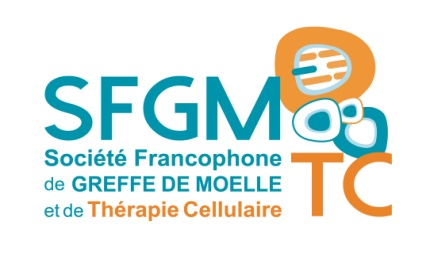 SFGM
TC
Société Francophone
de GREFFE DE MOELLE
et de Thérapie Cellulaire